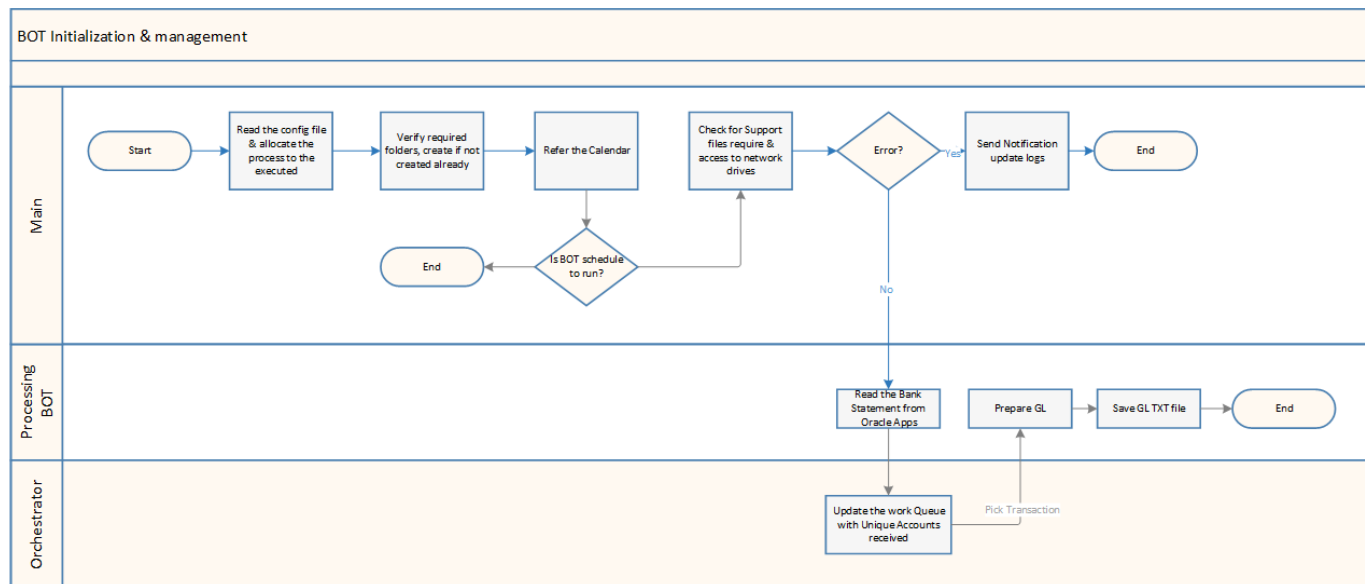 BOT Initialization & management
Main
Start
Read the config file
& allocate the
process to the
executed
Verify required
folders, create if not
created already
Refer the Calendar
Check for Support
files require &
access to network
drives
Error?
Yes
Send Notification
update logs
End
End
Is BOT schedule
to run?
No
Processing
BOT
Read the Bank
Statement from
Oracle Apps
Prepare GL
Save GL TXT file
End
Orchestrator
Update the work Queue
with Unique Accounts
received
Pick Transaction